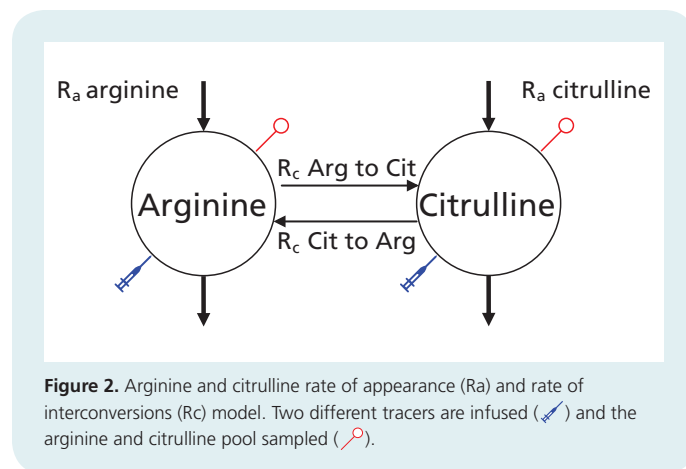 Ra arginine
Ra citrulline
Rc Arg to Cit
Arginine
Citrulline
Rc Cit to Arg
Figure 2. Arginine and citrulline rate of appearance (Ra) and rate of
interconversions (Rc) model. Two different tracers are infused ( ) and the
arginine and citrulline pool sampled ( ).